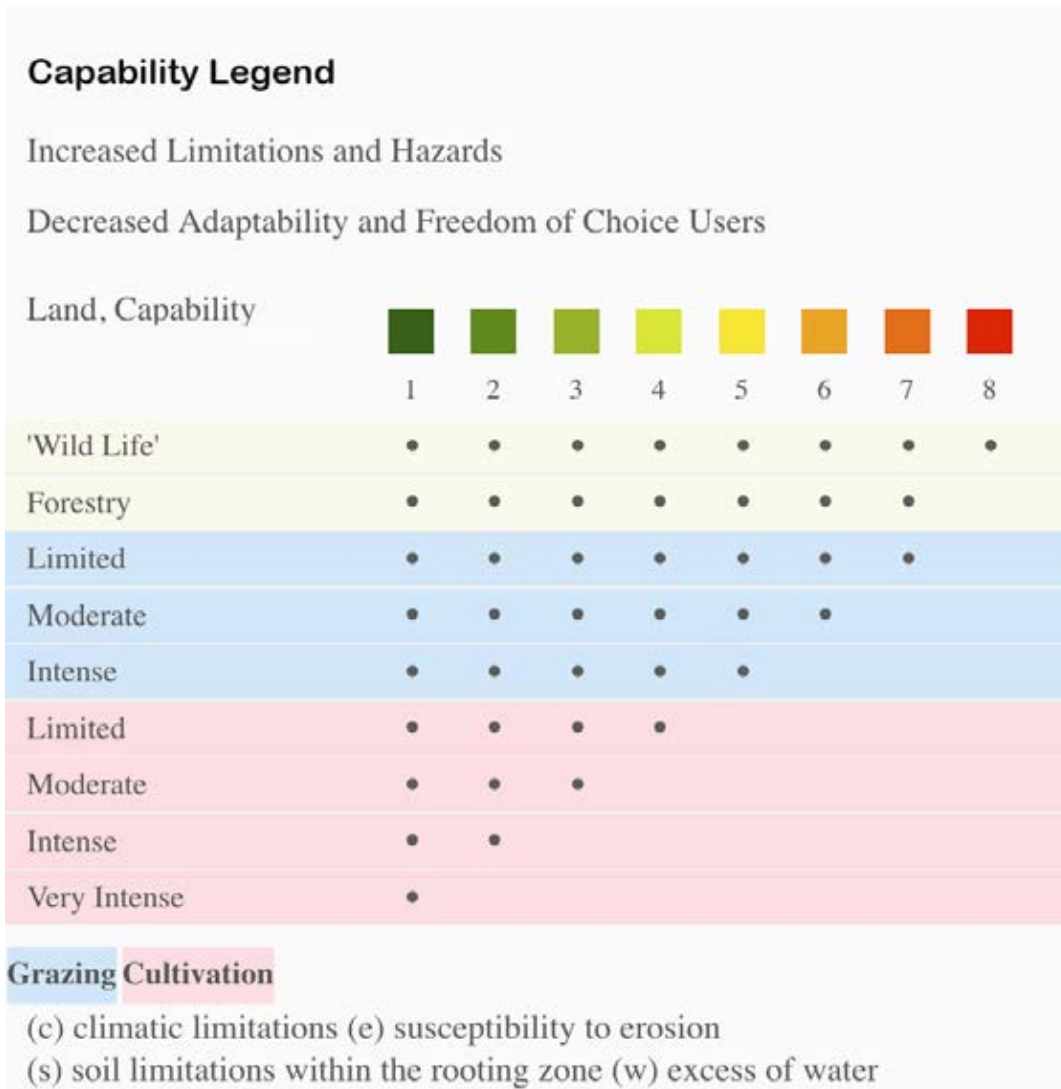 Capability Legend
Increased Limitations and Hazards
Decreased Adaptability and Freedom of Choice Users
Land, Capability
1 2 3 4 5 6 7 8
'Wild Life'
Forestry
Limited
Moderate
Intense
Limited
Moderate
Intense
Very Intense
Grazing Cultivation
(c) climatic limitations (e) susceptibility to erosion
(s) soil limitations within the rooting zone (w) excess of water